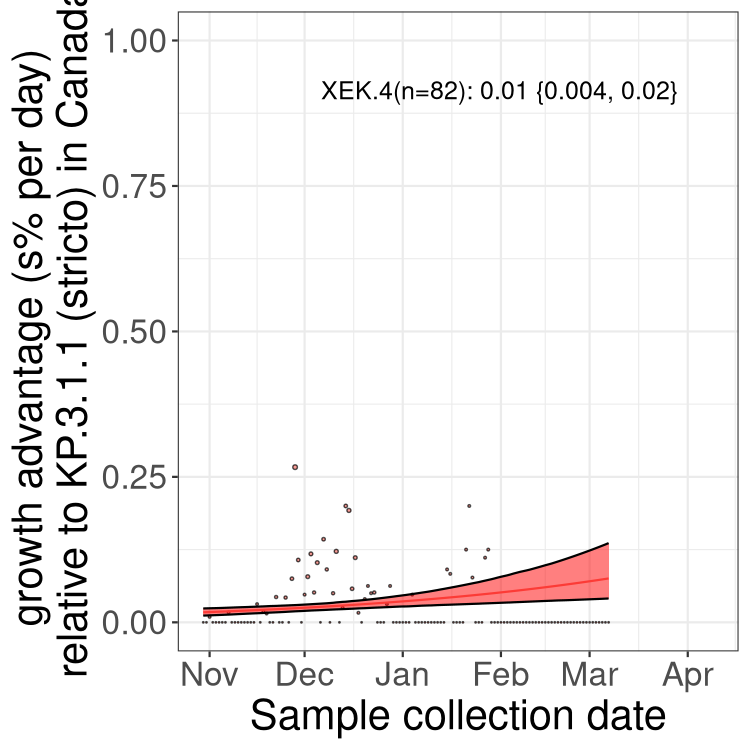 growth advantage (s% per day)
relative to KP.3.1.1 (stricto) in Canada
1.00
0.75
0.50
0.25
0.00
XEK.4(n=82): 0.01 {0.004, 0.02}
Nov Dec Jan Feb Mar Apr
Sample collection date